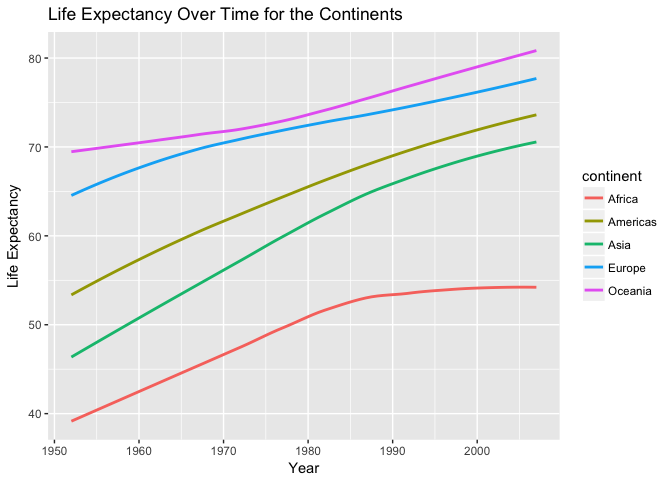 Life Expectancy Over Time for the Continents
Life Expectancy
80
70
60
50
40
1950
1960
1970
1980
1990
2000
Year
continent
Africa
Americas
Asia
Europe
Oceania